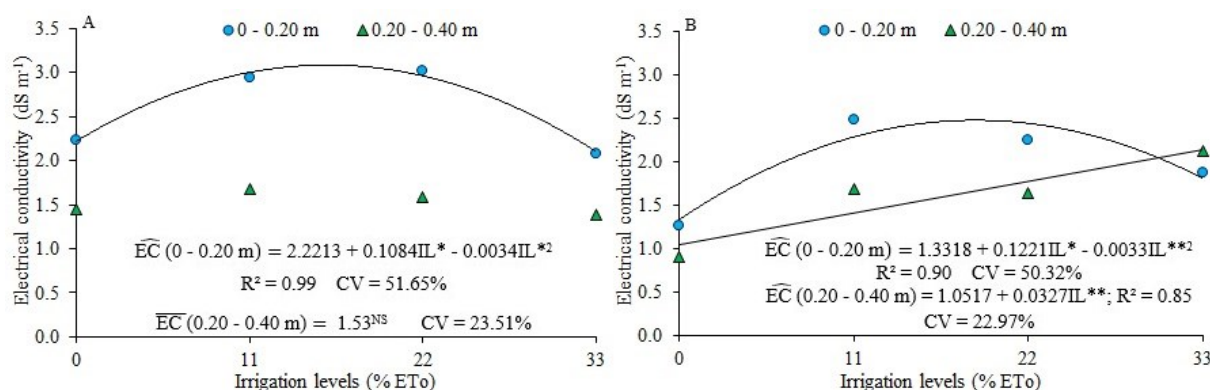 A
0 - 0.20 m 0.20 - 0.40 m
Electrical conductivity (dS m⁻¹)
3.5
3.0
2.5
2.0
1.5
1.0
0.5
0.0
E͡C (0 - 0.20 m) = 2.2213 + 0.1084IL* - 0.0034IL*²
R² = 0.99 CV = 51.65%
E̅C̅ (0.20 - 0.40 m) = 1.53ᴺˢ CV = 23.51%
0 11 22 33
Irrigation levels (% ETo)
B
0 - 0.20 m 0.20 - 0.40 m
Electrical conductivity (dS m⁻¹)
3.5
3.0
2.5
2.0
1.5
1.0
0.5
0.0
E͡C (0 - 0.20 m) = 1.3318 + 0.1221IL* - 0.0033IL**²
R² = 0.90 CV = 50.32%
E͡C (0.20 - 0.40 m) = 1.0517 + 0.0327IL**; R² = 0.85
CV = 22.97%
0 11 22 33
Irrigation levels (% ETo)